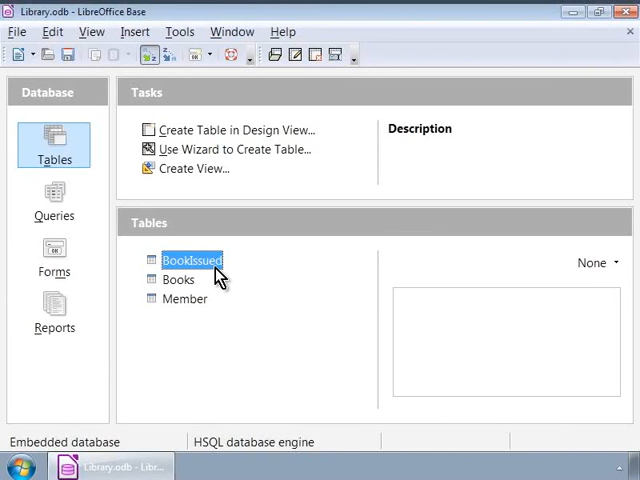 Library.odb - LibreOffice Base
File Edit View Insert Tools Window Help
Database
Tasks
Tables
Queries
Forms
Reports
Create Table in Design View...
Use Wizard to Create Table...
Create View...
Description
Tables
BookIssued
Books
Member
None
Embedded database
HSQL database engine
Library.odb - Libr...